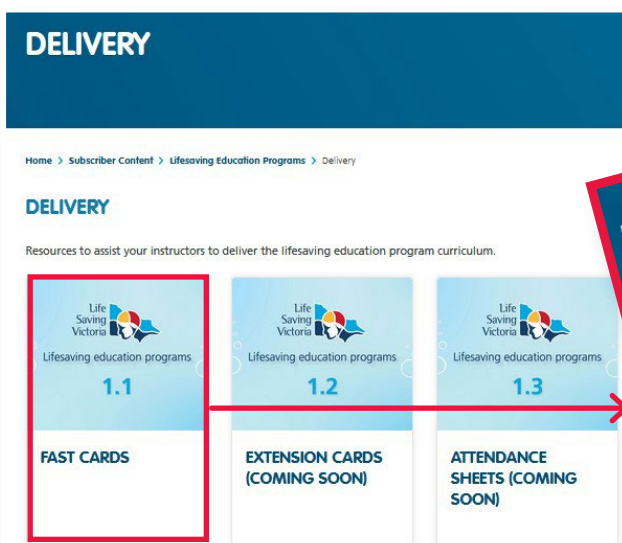 DELIVERY
Home > Subscriber Content > Lifesaving Education Programs > Delivery
DELIVERY
Resources to assist your instructors to deliver the lifesaving education program curriculum.
Life
Saving
Victoria
Lifesaving education programs
1.1
FAST CARDS
Life
Saving
Victoria
Lifesaving education programs
1.2
EXTENSION CARDS
(COMING SOON)
Life
Saving
Victoria
Lifesaving education programs
1.3
ATTENDANCE
SHEETS (COMING
SOON)